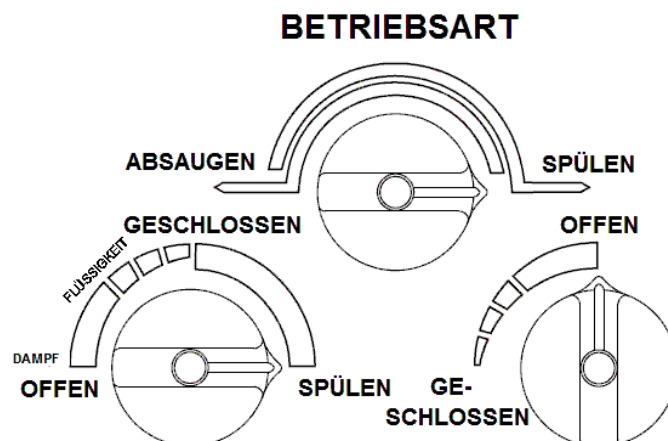 BETRIEBSART
ABSAUGEN
SPÜLEN
GESCHLOSSEN
OFFEN
FLÜSSIGKEIT
DAMPF
OFFEN
SPÜLEN
GE-
SCHLOSSEN